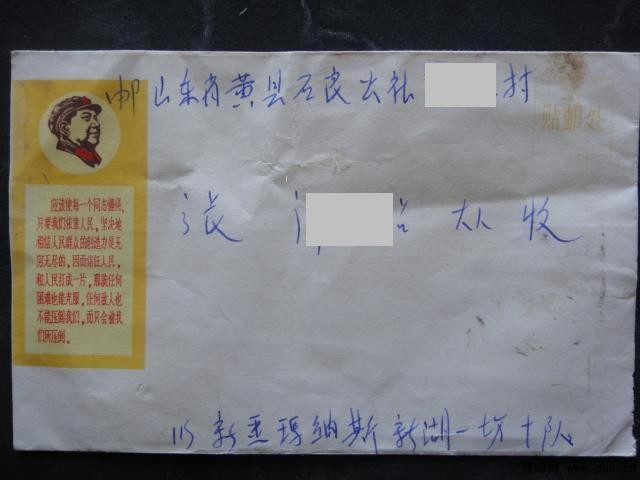 邮 山东省黄县石良公社 村
贴邮处
张 大人 收
应该使每一个同志懂得,
只要我们依靠人民，坚决地
相信人民群众的创造力是无
穷无尽的，因而信任人民，
和人民打成一片，那就任何
困难也能克服，任何敌人也
不能压倒我们，而只会被我
们所压倒。
新疆玛纳斯新湖一场十队